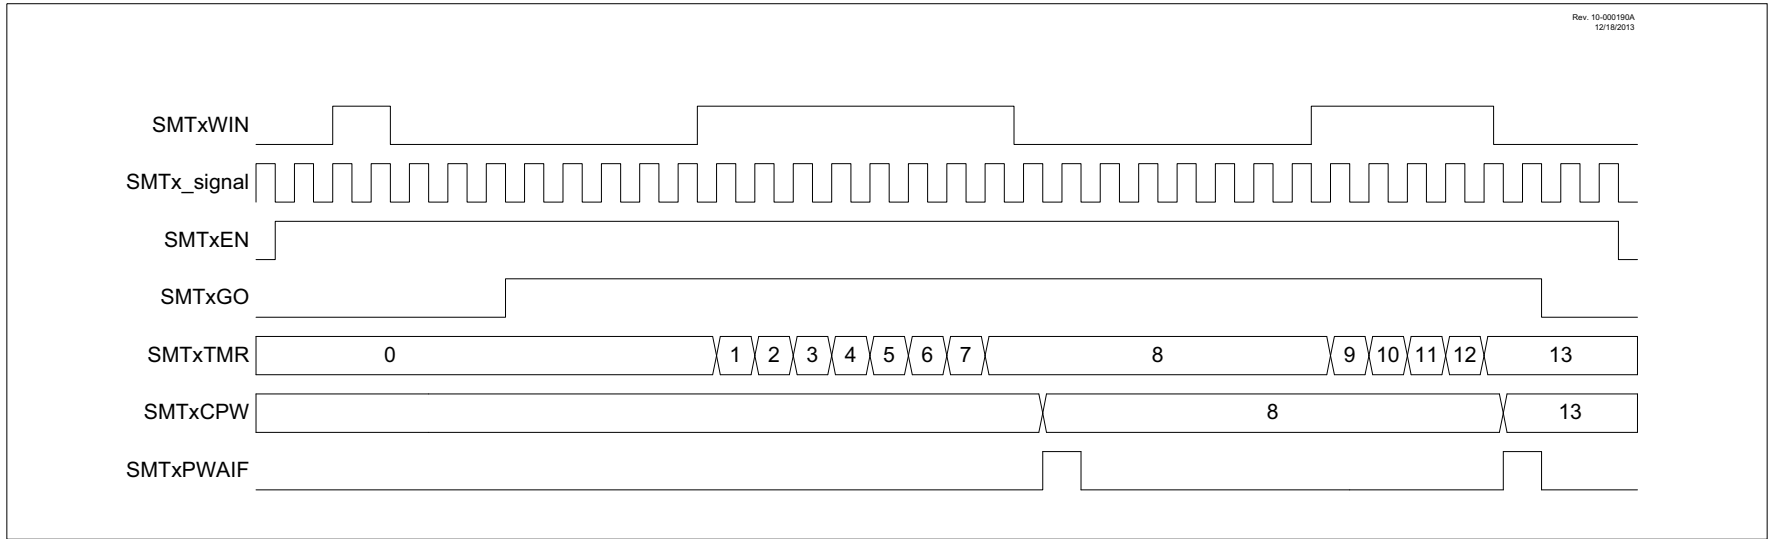 Rev. 10-000190A
12/18/2013
SMTxWIN
SMTx_signal
SMTxEN
SMTxGO
SMTxTMR 0 1 2 3 4 5 6 7 8 9 10 11 12 13
SMTxCPW 8 13
SMTxPWAIF